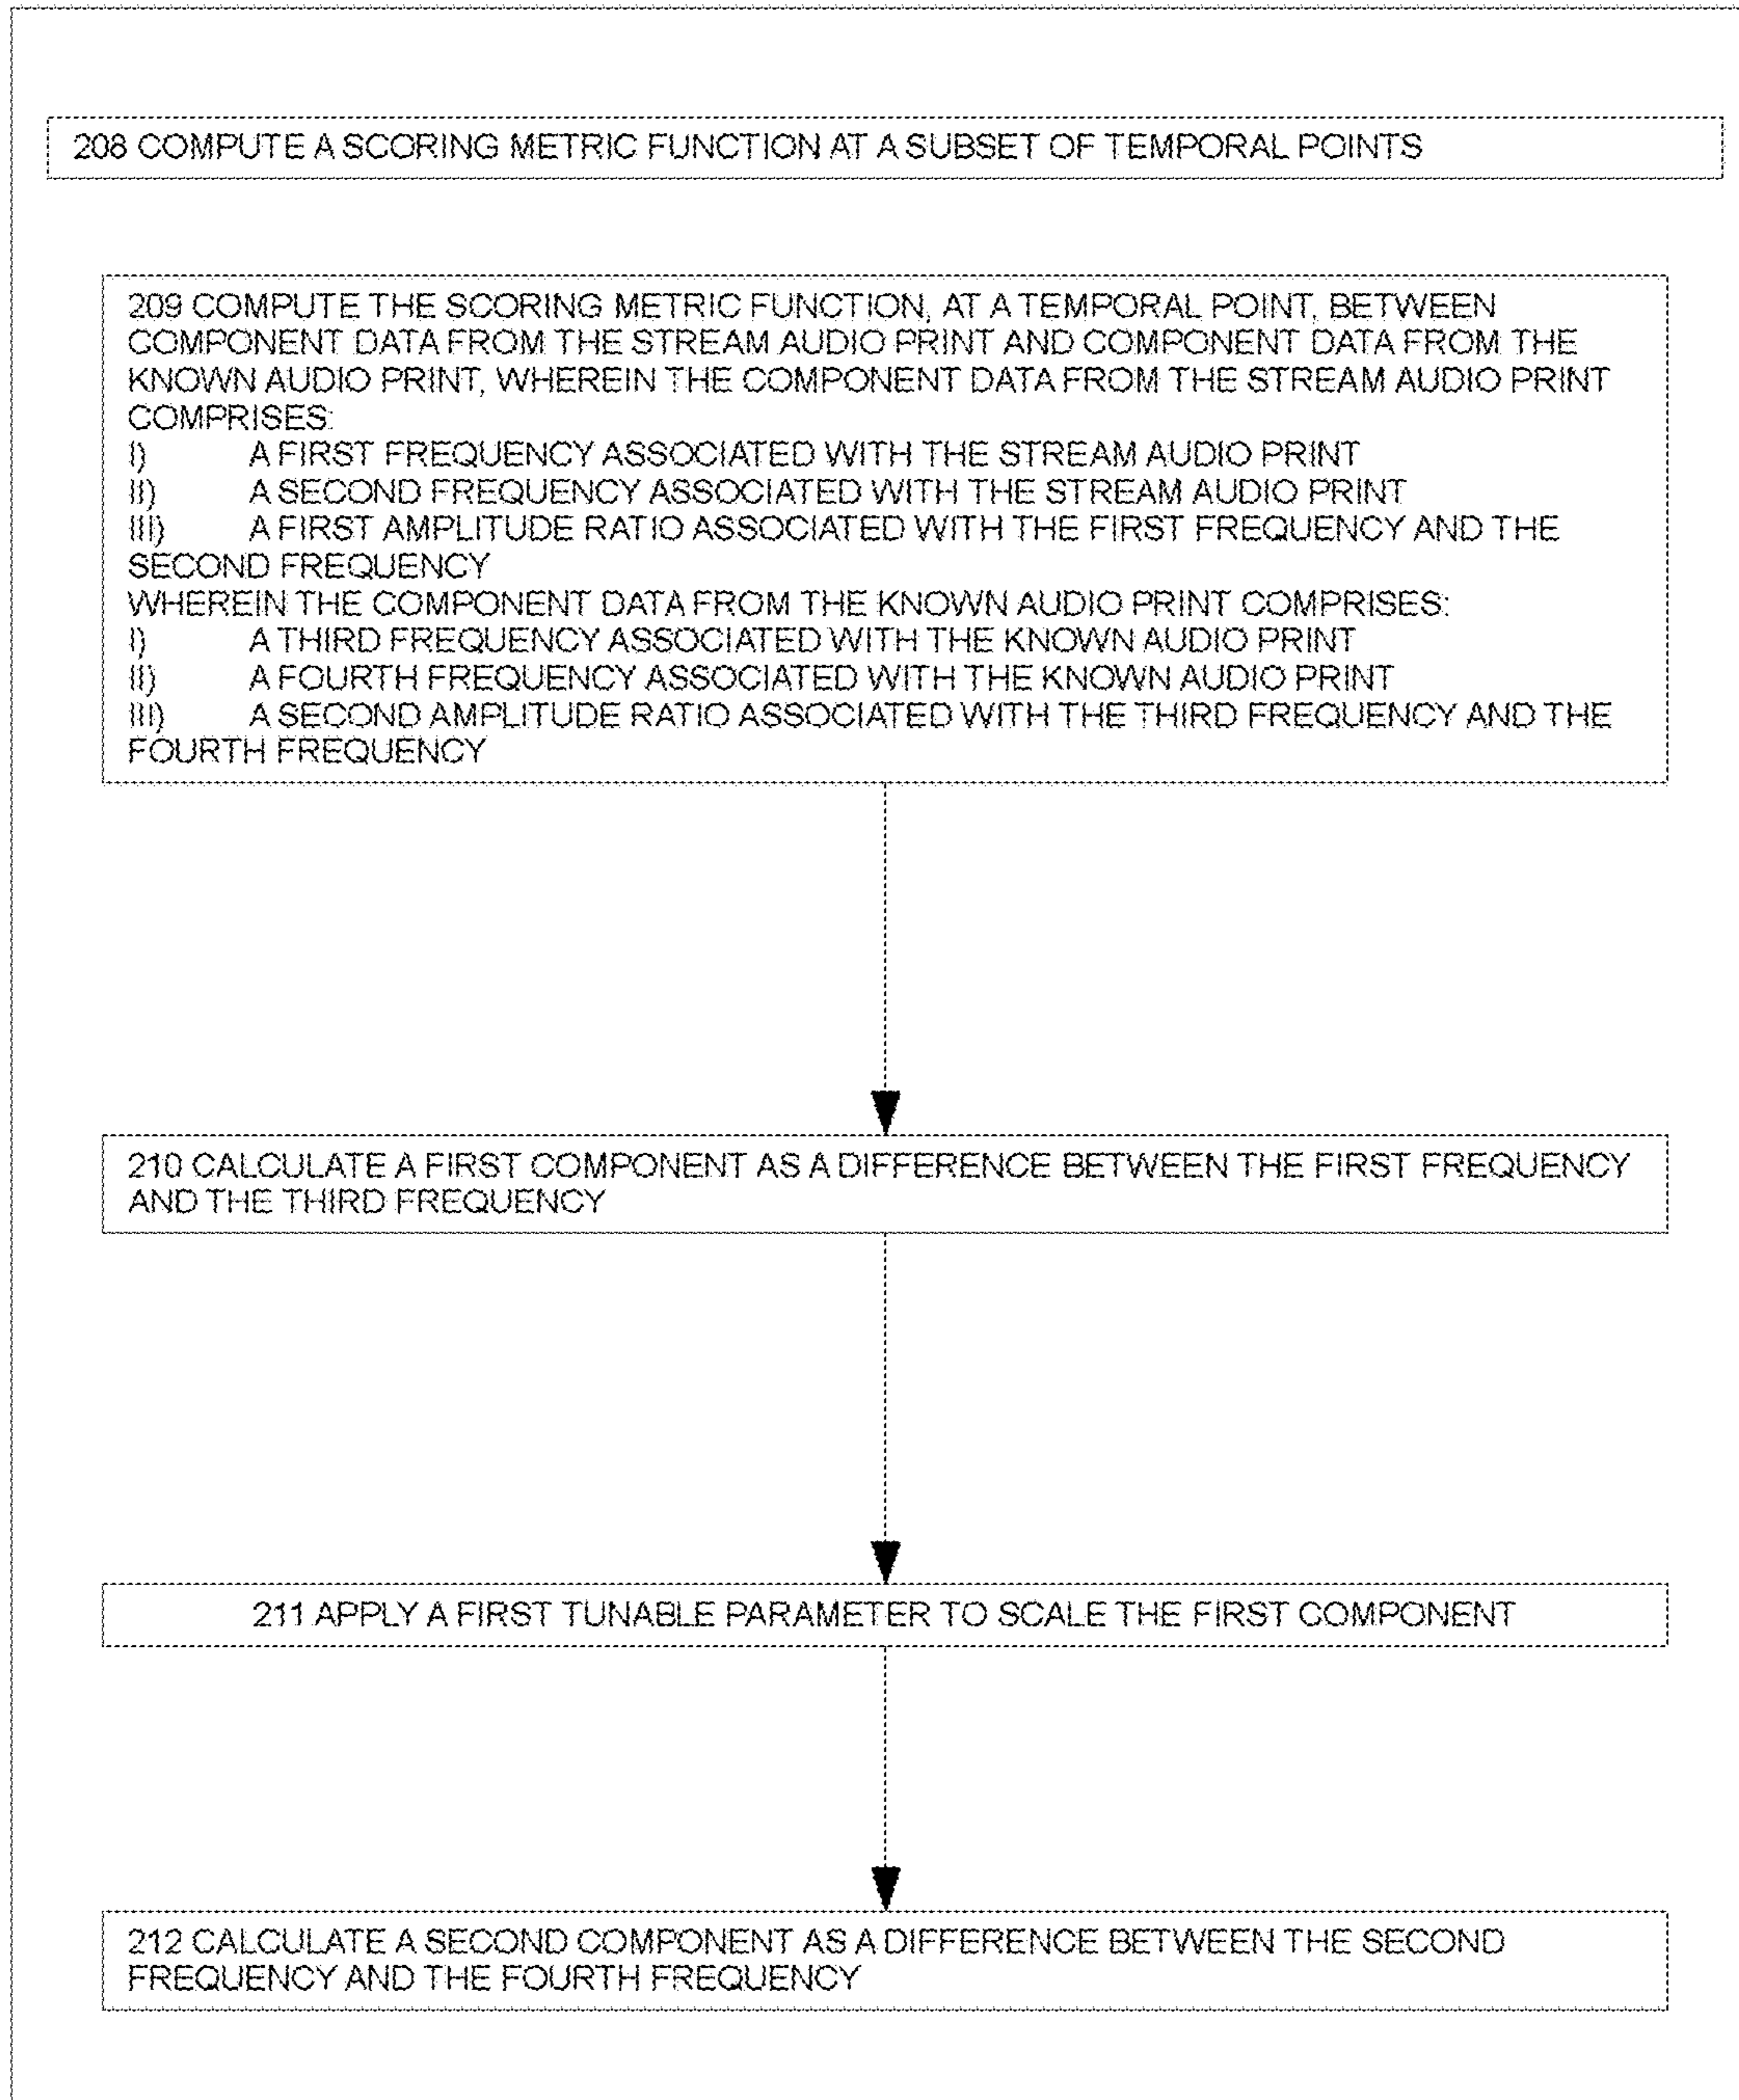 208 COMPUTE A SCORING METRIC FUNCTION AT A SUBSET OF TEMPORAL POINTS
209 COMPUTE THE SCORING METRIC FUNCTION, AT A TEMPORAL POINT, BETWEEN
COMPONENT DATA FROM THE STREAM AUDIO PRINT AND COMPONENT DATA FROM THE
KNOWN AUDIO PRINT, WHEREIN THE COMPONENT DATA FROM THE STREAM AUDIO PRINT
COMPRISES:
I) A FIRST FREQUENCY ASSOCIATED WITH THE STREAM AUDIO PRINT
II) A SECOND FREQUENCY ASSOCIATED WITH THE STREAM AUDIO PRINT
III) A FIRST AMPLITUDE RATIO ASSOCIATED WITH THE FIRST FREQUENCY AND THE
SECOND FREQUENCY
WHEREIN THE COMPONENT DATA FROM THE KNOWN AUDIO PRINT COMPRISES:
I) A THIRD FREQUENCY ASSOCIATED WITH THE KNOWN AUDIO PRINT
II) A FOURTH FREQUENCY ASSOCIATED WITH THE KNOWN AUDIO PRINT
III) A SECOND AMPLITUDE RATIO ASSOCIATED WITH THE THIRD FREQUENCY AND THE
FOURTH FREQUENCY
210 CALCULATE A FIRST COMPONENT AS A DIFFERENCE BETWEEN THE FIRST FREQUENCY
AND THE THIRD FREQUENCY
211 APPLY A FIRST TUNABLE PARAMETER TO SCALE THE FIRST COMPONENT
212 CALCULATE A SECOND COMPONENT AS A DIFFERENCE BETWEEN THE SECOND
FREQUENCY AND THE FOURTH FREQUENCY